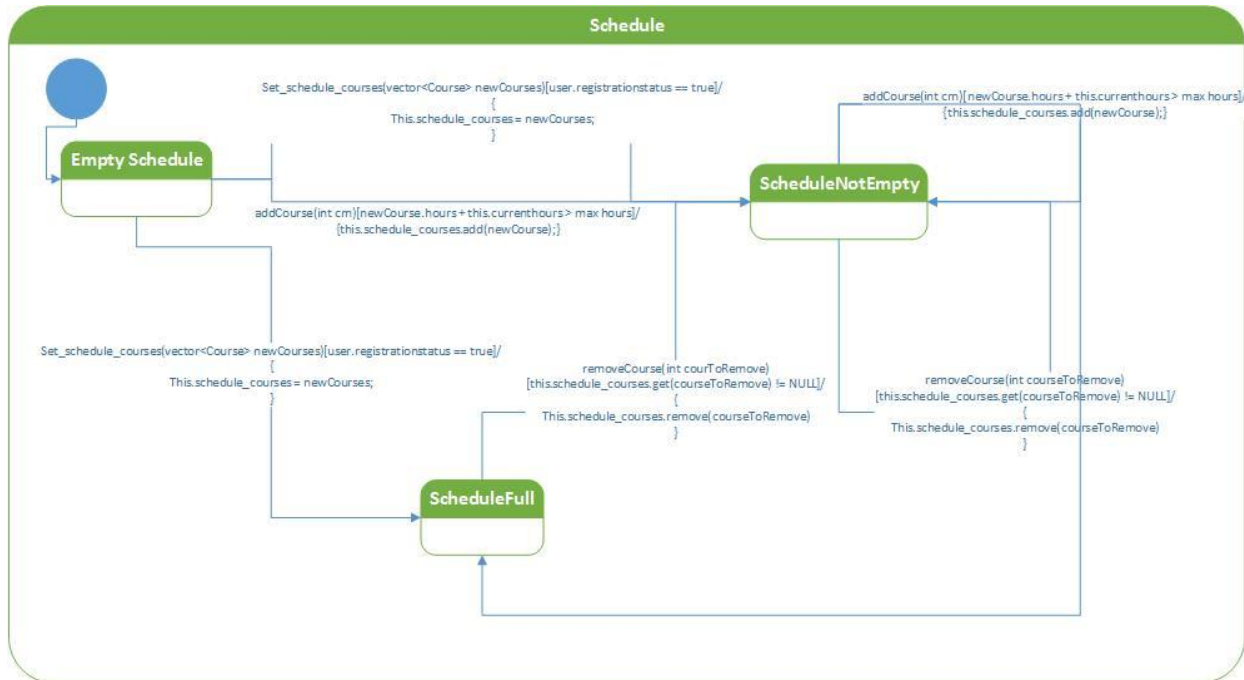 Schedule
Set_schedule_courses(vector<Course> newCourses)[user.registrationstatus == true]/
{
This.schedule_courses = newCourses;
}
addCourse(int cm)[newCourse.hours + this.currenthours > max hours]/
{this.schedule_courses.add(newCourse);}
Empty Schedule
ScheduleNotEmpty
addCourse(int cm)[newCourse.hours + this.currenthours > max hours]/
{this.schedule_courses.add(newCourse);}
Set_schedule_courses(vector<Course> newCourses)[user.registrationstatus == true]/
{
This.schedule_courses = newCourses;
}
removeCourse(int courToRemove)
[this.schedule_courses.get(courseToRemove) != NULL]/
{
This.schedule_courses.remove(courseToRemove)
}
removeCourse(int courseToRemove)
[this.schedule_courses.get(courseToRemove) != NULL]/
{
This.schedule_courses.remove(courseToRemove)
}
ScheduleFull